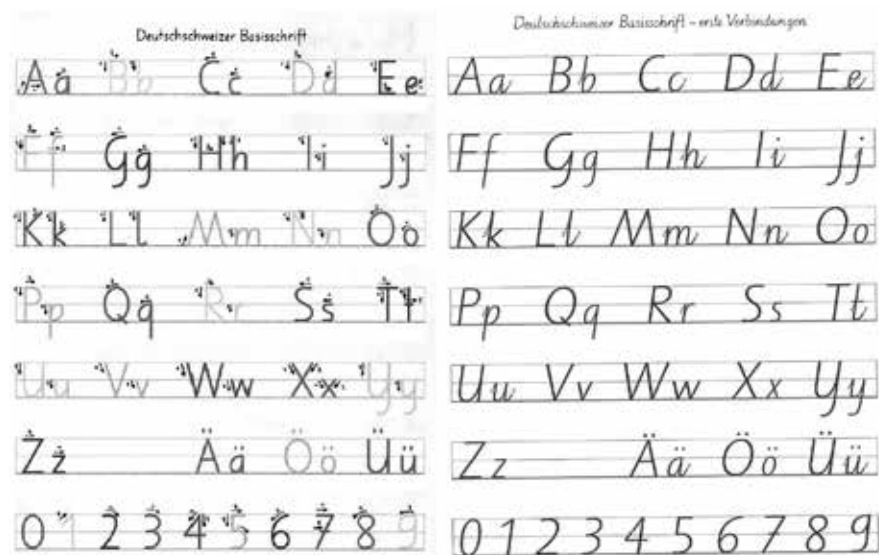 Deutschschweizer Basisschrift
Aa Bb Cc Dd Ee
Ff Gg Hh Ii Jj
Kk Ll Mm Nn Oo
Pp Qq Rr Ss Tt
Uu Vv Ww Xx Yy
Zz Ää Öö Üü
0 1 2 3 4 5 6 7 8 9
Deutschschweizer Basisschrift – erste Verbindungen
Aa Bb Cc Dd Ee
Ff Gg Hh Ii Jj
Kk Ll Mm Nn Oo
Pp Qq Rr Ss Tt
Uu Vv Ww Xx Yy
Zz Ää Öö Üü
0 1 2 3 4 5 6 7 8 9